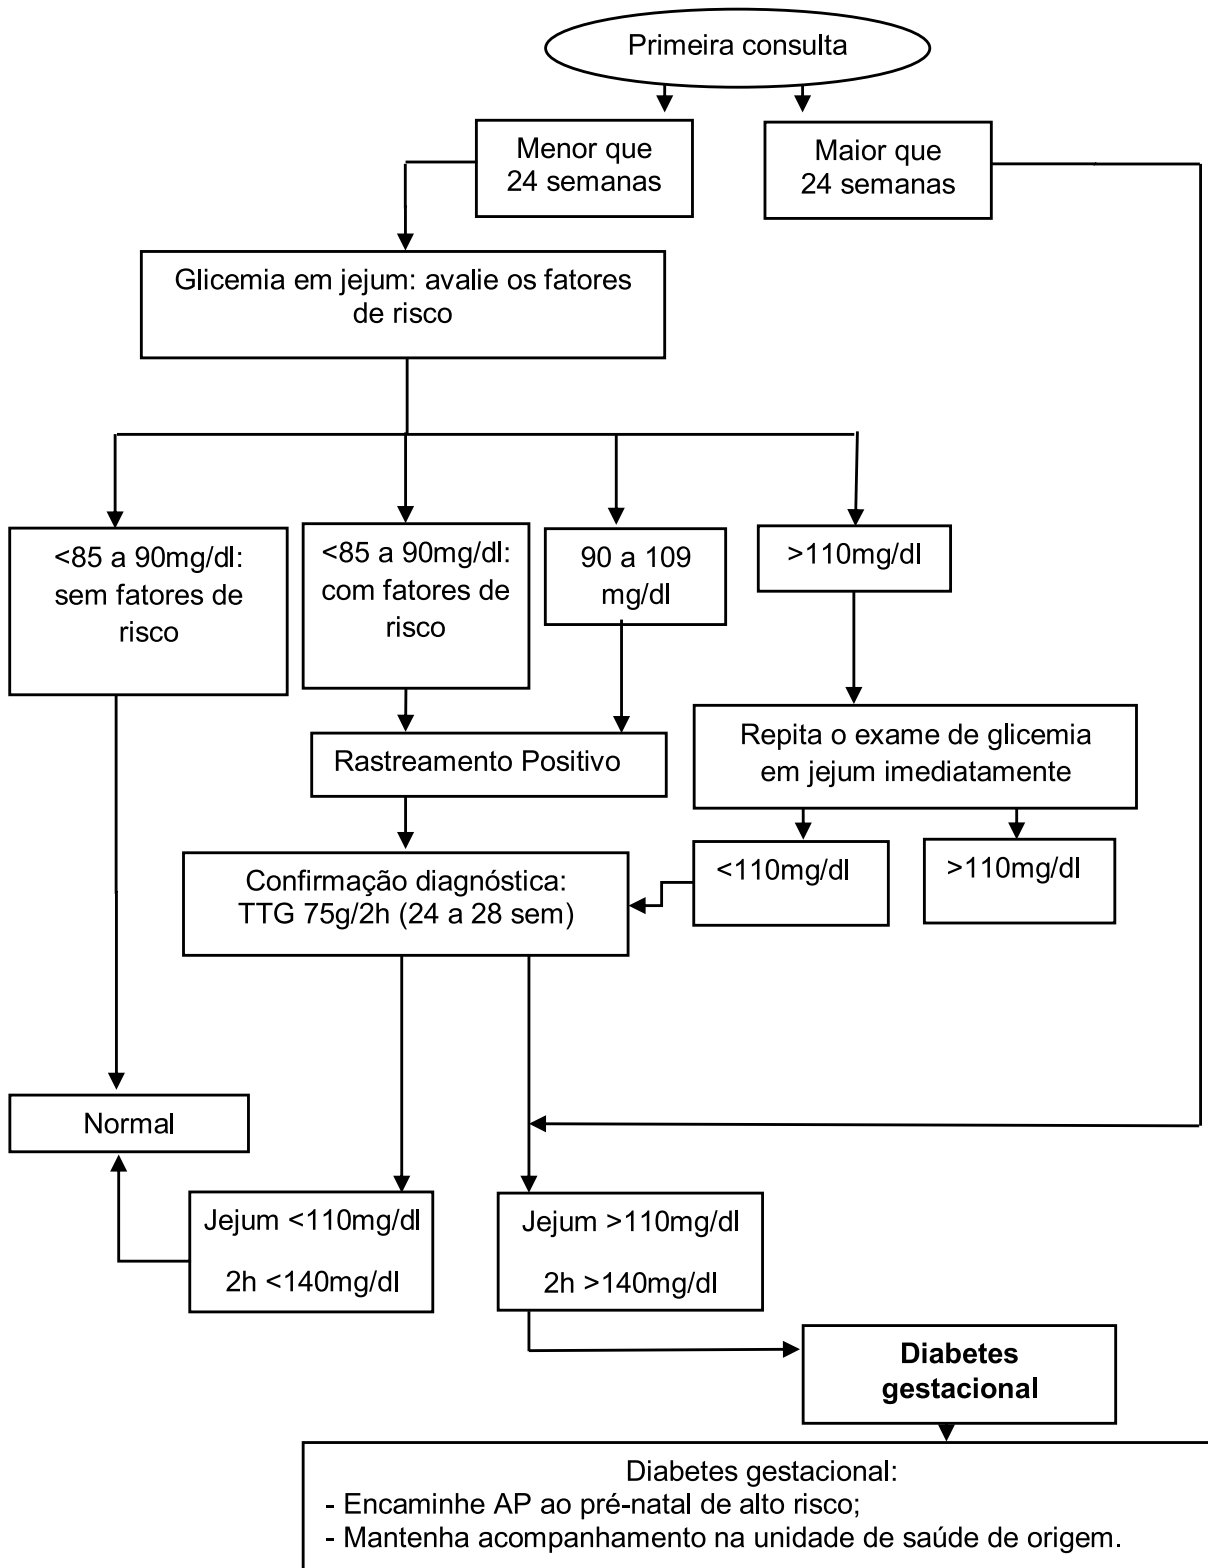 Primeira consulta
Menor que
24 semanas
Maior que
24 semanas
Glicemia em jejum: avalie os fatores
de risco
<85 a 90mg/dl:
sem fatores de
risco
<85 a 90mg/dl:
com fatores de
risco
90 a 109
mg/dl
>110mg/dl
Rastreamento Positivo
Repita o exame de glicemia
em jejum imediatamente
<110mg/dl
>110mg/dl
Confirmação diagnóstica:
TTG 75g/2h (24 a 28 sem)
Normal
Jejum <110mg/dl
2h <140mg/dl
Jejum >110mg/dl
2h >140mg/dl
Diabetes
gestacional
Diabetes gestacional:
- Encaminhe AP ao pré-natal de alto risco;
- Mantenha acompanhamento na unidade de saúde de origem.